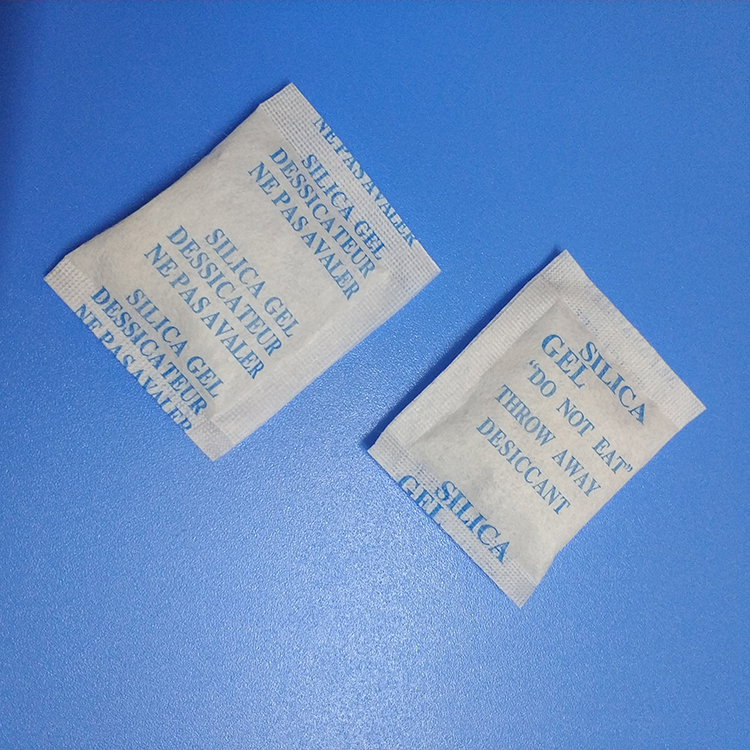 NE PAS AVALER
SILICA GEL
DESSICATEUR
NE PAS AVALER
SILICA GEL
DESSICATEUR
NE PAS AVALER
SILICA GEL
DESSICATEUR
NE PAS AVALER
SILICA
GEL
"DO NOT EAT"
THROW AWAY
DESICCANT
SILICA
GEL